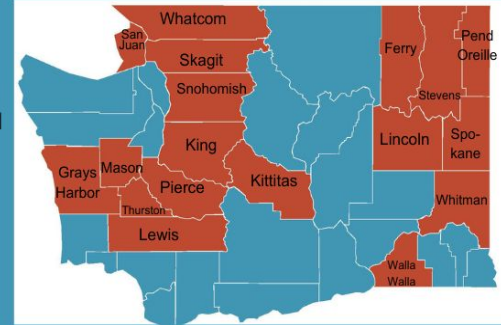 Whatcom
San
Juan
Skagit
Snohomish
King
Grays
Harbor
Mason
Pierce
Thurston
Lewis
Kittitas
Ferry
Pend
Oreille
Stevens
Lincoln
Spo-
kane
Whitman
Walla
Walla